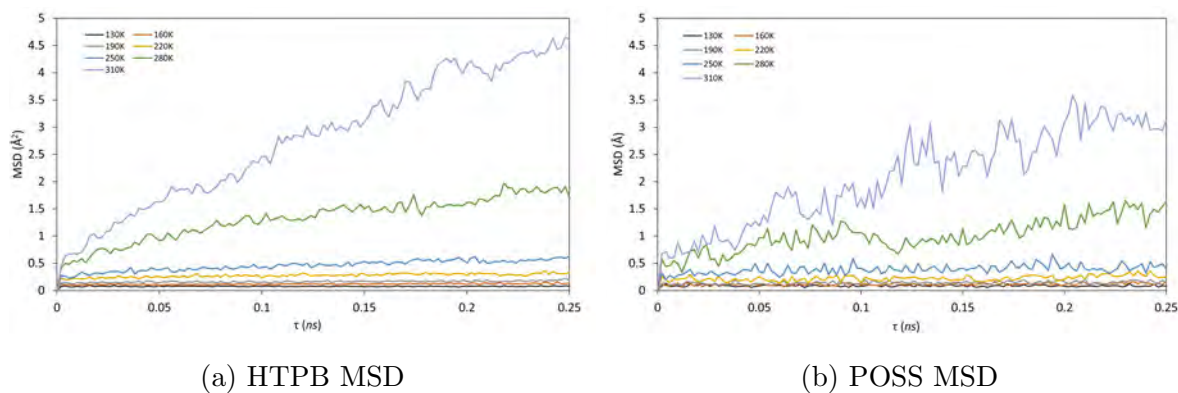 5
4.5
4
3.5
3
2.5
2
1.5
1
0.5
0
MSD (Å²)
130K 160K
190K 220K
250K 280K
310K
0 0.05 0.1 0.15 0.2 0.25
τ (ns)
(a) HTPB MSD
5
4.5
4
3.5
3
2.5
2
1.5
1
0.5
0
MSD (Å)
130K 160K
190K 220K
250K 280K
310K
0 0.05 0.1 0.15 0.2 0.25
τ (ns)
(b) POSS MSD